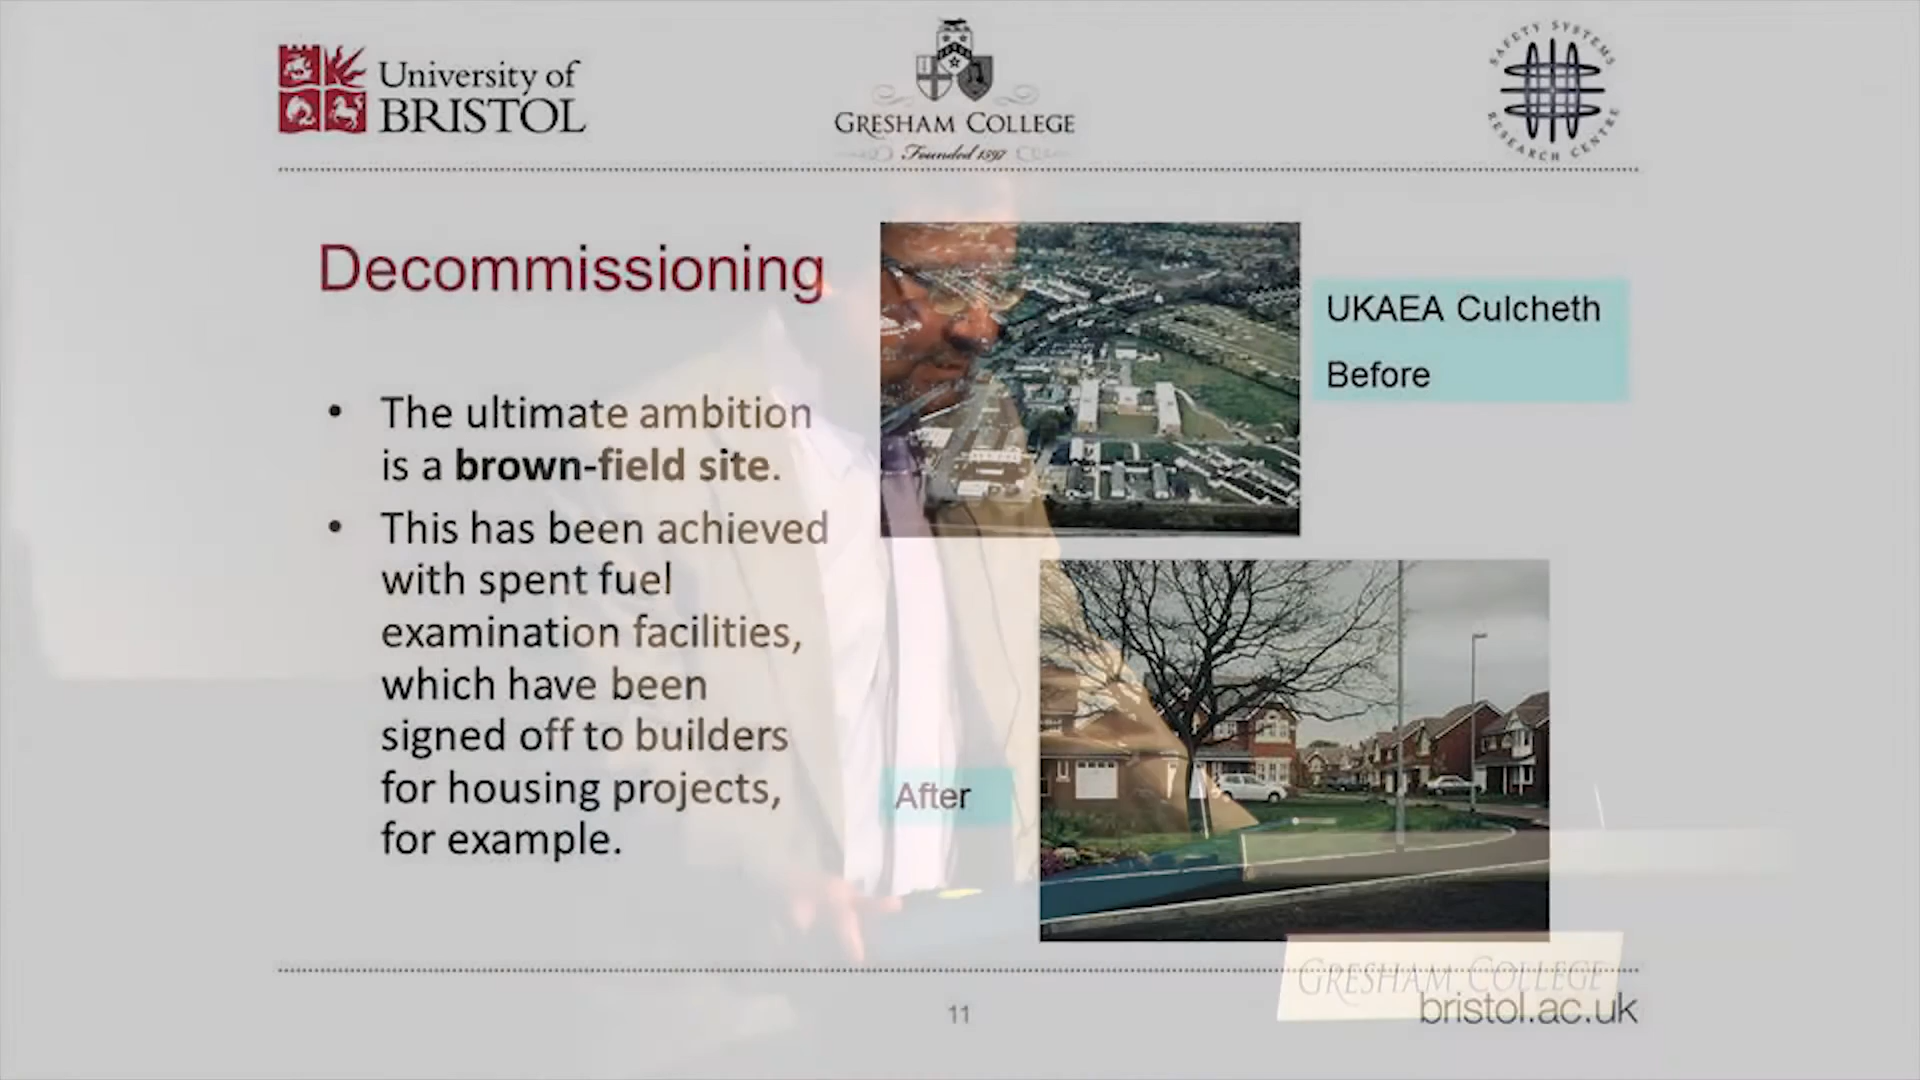 University of
BRISTOL
GRESHAM COLLEGE
Founded 1597
SAFETY SYSTEMS
RESEARCH CENTRE
Decommissioning
• The ultimate ambition
is a brown-field site.
• This has been achieved
with spent fuel
examination facilities,
which have been
signed off to builders
for housing projects,
for example.
UKAEA Culcheth
Before
After
GRESHAM COLLEGE
11
bristol.ac.uk